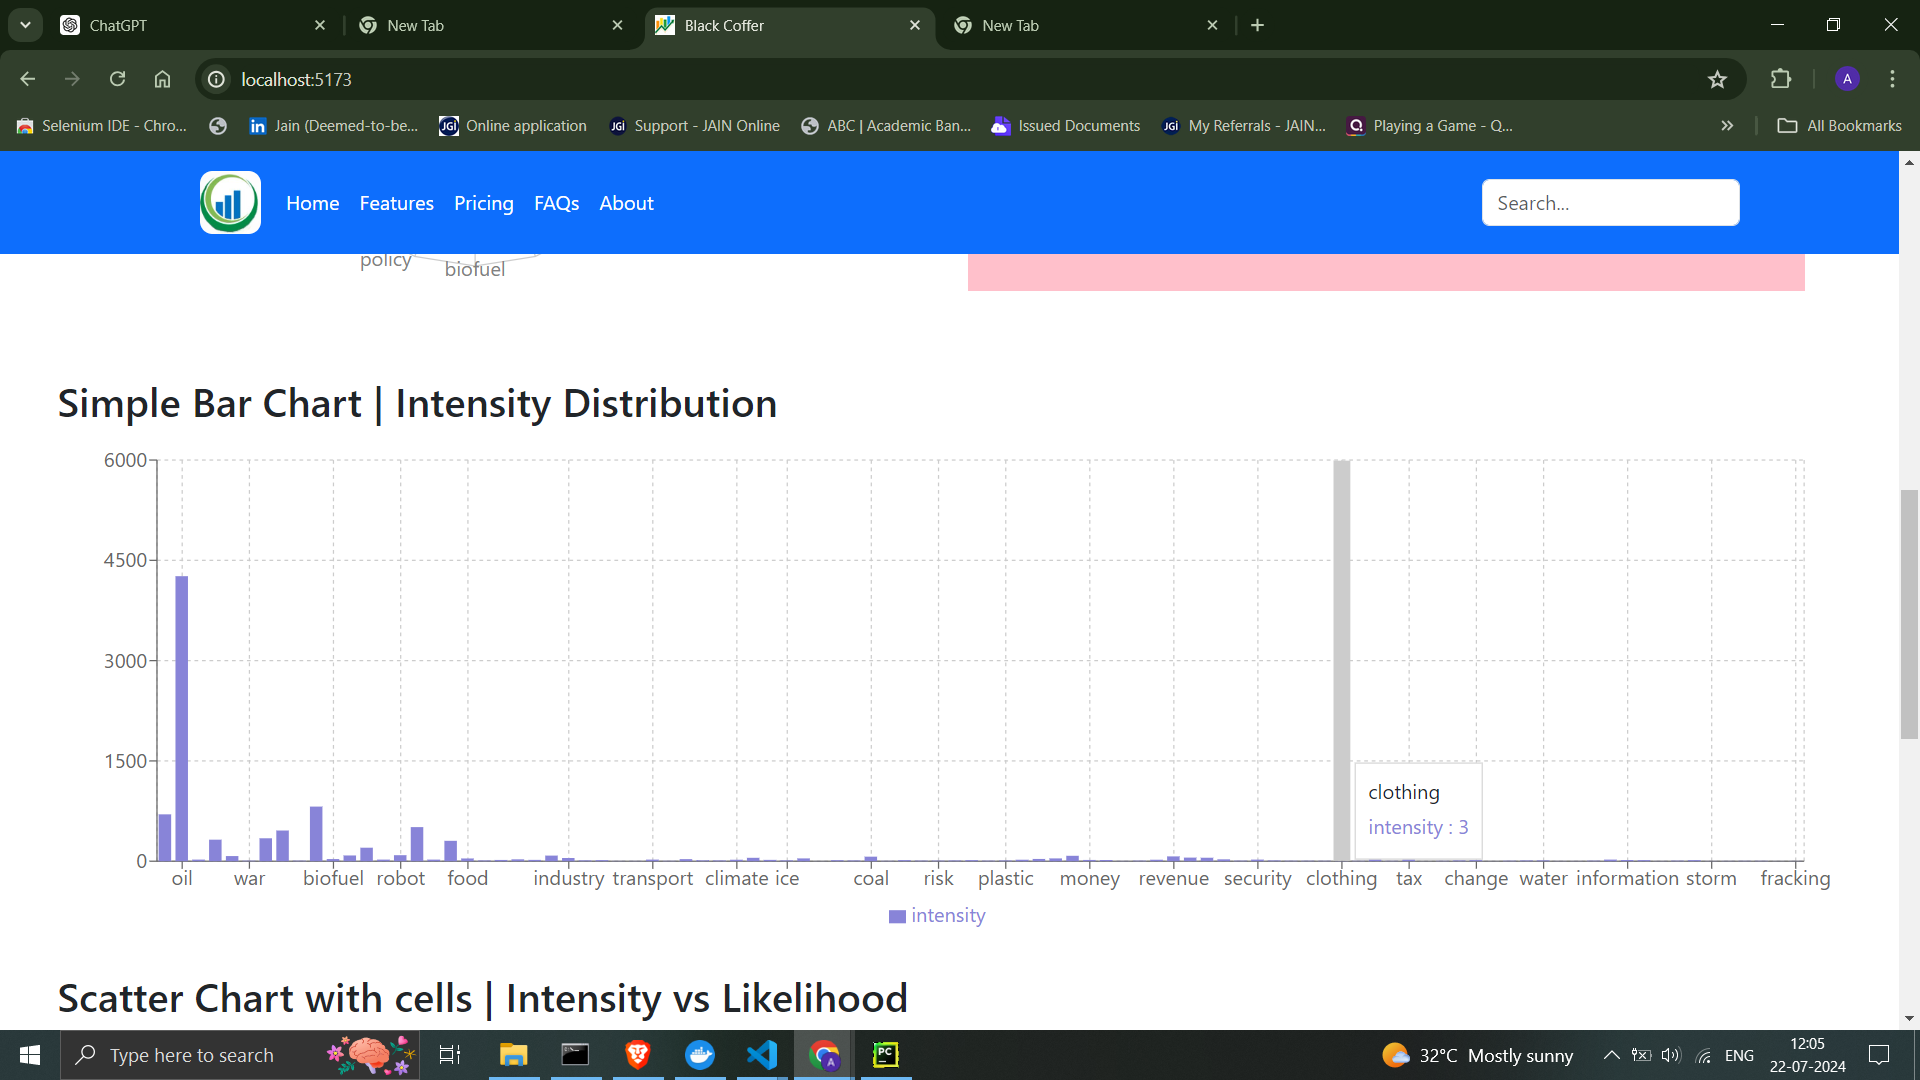 ChatGPT
New Tab
Black Coffer
New Tab
localhost:5173
A
Selenium IDE - Chro...
Jain (Deemed-to-be...
Online application
Support - JAIN Online
ABC | Academic Ban...
Issued Documents
My Referrals - JAIN...
Playing a Game - Q...
All Bookmarks
Home
Features
Pricing
FAQs
About
Search...
policy
biofuel
Simple Bar Chart | Intensity Distribution
6000
4500
3000
1500
0
clothing
intensity : 3
oil
war
biofuel
robot
food
industry
transport
climate
ice
coal
risk
plastic
money
revenue
security
clothing
tax
change
water
information
storm
fracking
intensity
Scatter Chart with cells | Intensity vs Likelihood
Type here to search
32°C Mostly sunny
ENG
12:05
22-07-2024